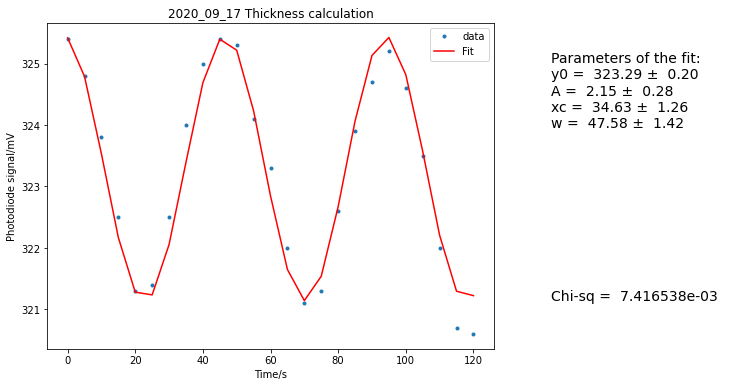 2020_09_17 Thickness calculation
data
Fit
Photodiode signal/mV
325
324
323
322
321
0 20 40 60 80 100 120
Time/s
Parameters of the fit:
y0 =  323.29 ±  0.20
A =  2.15 ±  0.28
xc =  34.63 ±  1.26
w =  47.58 ±  1.42
Chi-sq =  7.416538e-03